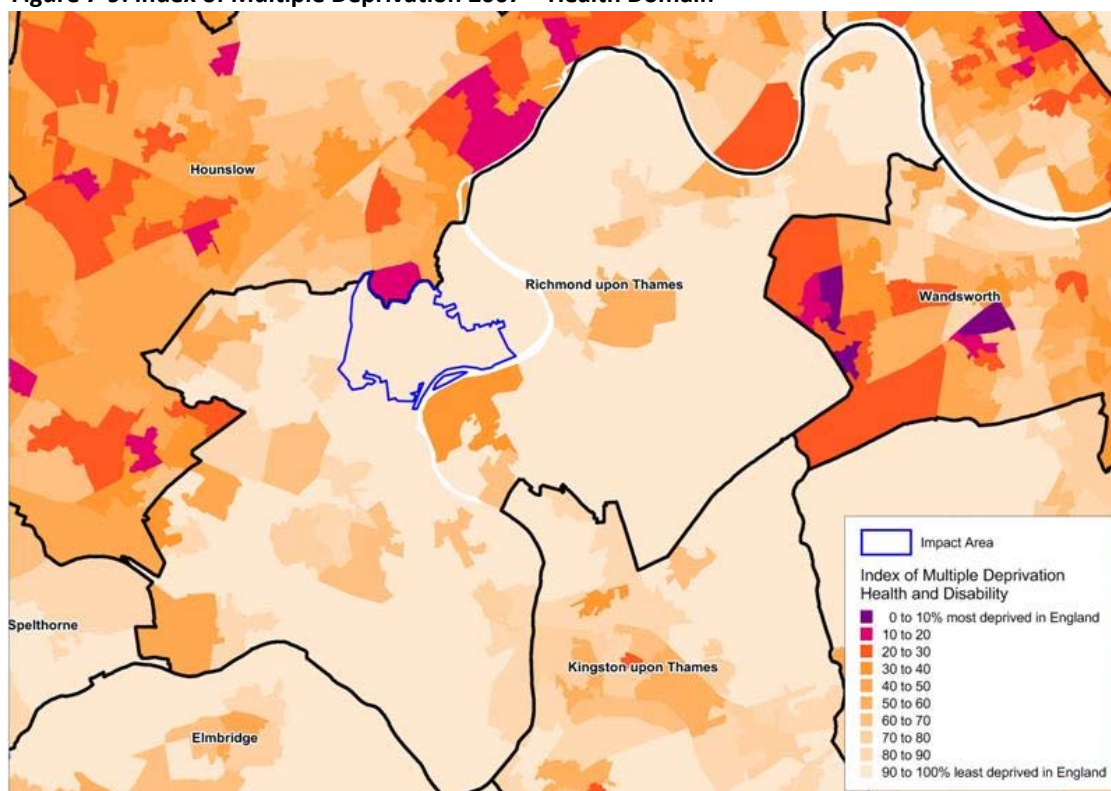 Hounslow
Richmond upon Thames
Wandsworth
Spelthorne
Kingston upon Thames
Elmbridge
Impact Area
Index of Multiple Deprivation
Health and Disability
0 to 10% most deprived in England
10 to 20
20 to 30
30 to 40
40 to 50
50 to 60
60 to 70
70 to 80
80 to 90
90 to 100% least deprived in England